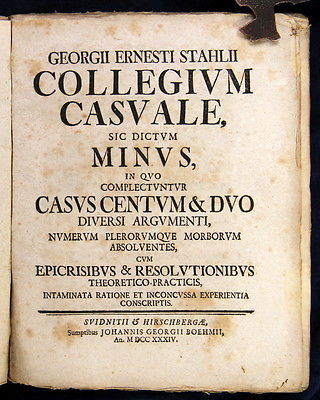 GEORGII ERNESTI STAHLII
COLLEGIVM
CASVALE,
SIC DICTVM
MINVS,
IN QVO
COMPLECTVNTVR
CASVS CENTVM & DVO
DIVERSI ARGVMENTI,
NVMERVM PLERORVMQVE MORBORVM
ABSOLVENTES,
CVM
EPICRISIBVS & RESOLVTIONIBVS
THEORETICO-PRACTICIS,
INTAMINATA RATIONE ET INCONCVSSA EXPERIENTIA
CONSCRIPTIS.
SVIDNITII & HIRSCHBERGÆ,
Sumptibus JOHANNIS GEORGII BOEHMII,
An. M DCC XXXIV.